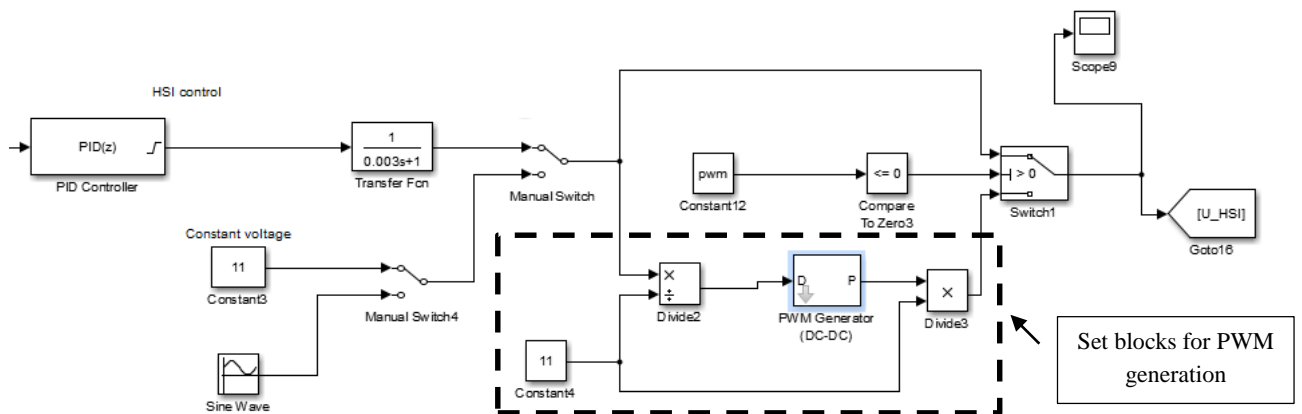 Scope9
HSI control
PID(z)
PID Controller
1
0.003s+1
Transfer Fcn
Manual Switch
pwm
Constant12
<= 0
Compare
To Zero3
> 0
Switch1
[U_HSI]
Goto16
Constant voltage
11
Constant3
Manual Switch4
Sine Wave
×
÷
Divide2
D
P
PWM Generator
(DC-DC)
×
Divide3
11
Constant4
Set blocks for PWM
generation